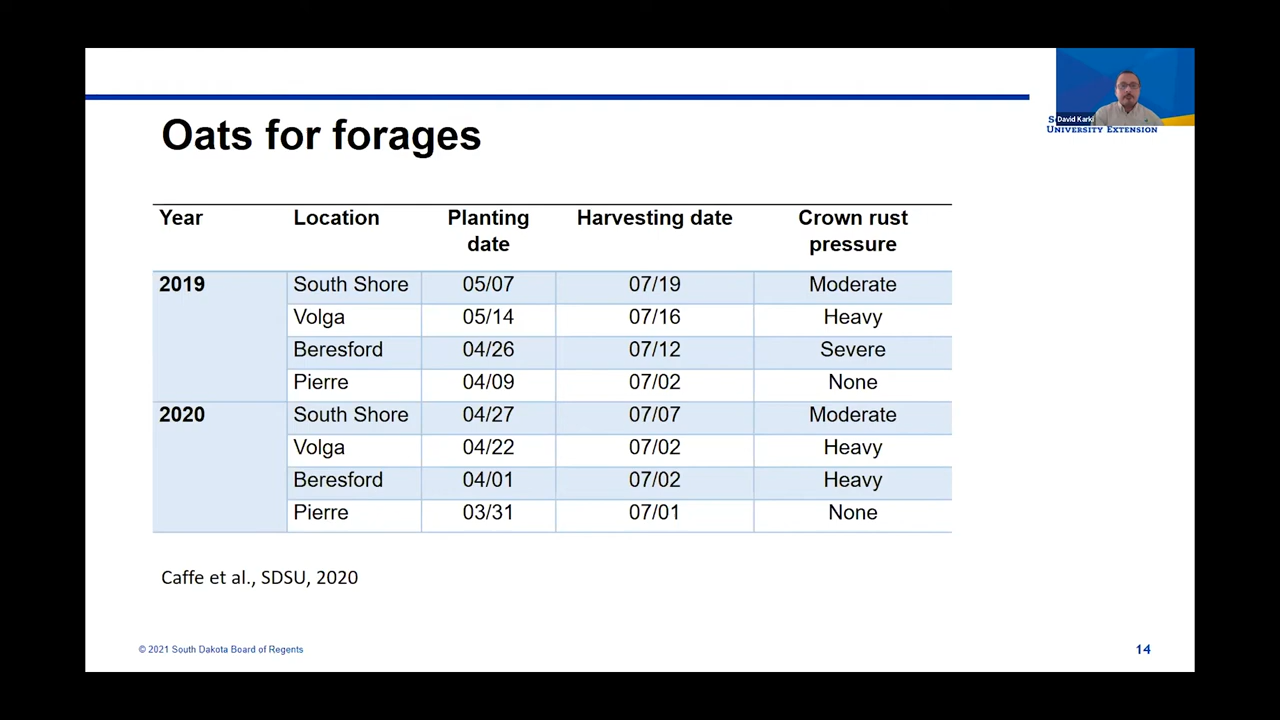 David Karki
UNIVERSITY EXTENSION
Oats for forages
Year Location Planting date Harvesting date Crown rust pressure
2019 South Shore 05/07 07/19 Moderate
Volga 05/14 07/16 Heavy
Beresford 04/26 07/12 Severe
Pierre 04/09 07/02 None
2020 South Shore 04/27 07/07 Moderate
Volga 04/22 07/02 Heavy
Beresford 04/01 07/02 Heavy
Pierre 03/31 07/01 None
Caffe et al., SDSU, 2020
© 2021 South Dakota Board of Regents
14